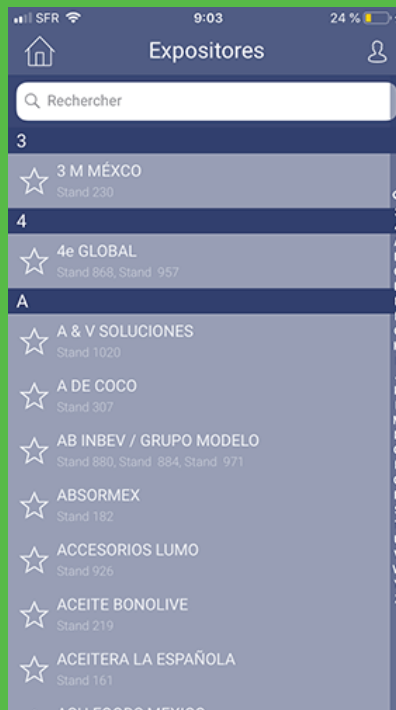 SFR 9:03 24 %
Expositores
Rechercher
3
3 M MÉXCO
Stand 230
4
4e GLOBAL
Stand 868, Stand 957
A
A & V SOLUCIONES
Stand 1020
A DE COCO
Stand 307
AB INBEV / GRUPO MODELO
Stand 880, Stand 884, Stand 971
ABSORMEX
Stand 182
ACCESORIOS LUMO
Stand 926
ACEITE BONOLIVE
Stand 219
ACEITERA LA ESPAÑOLA
Stand 161